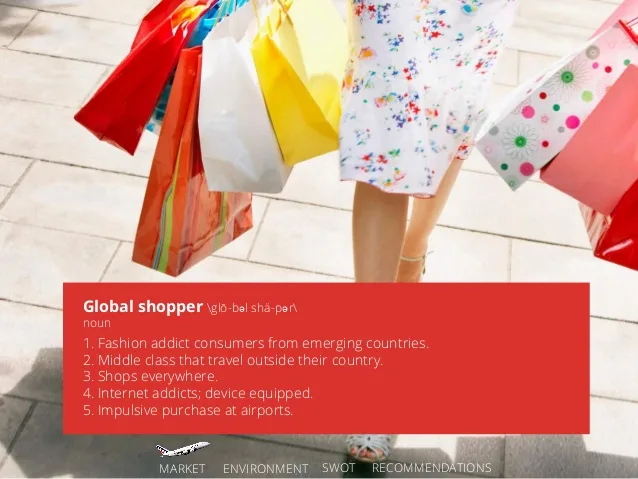 Global shopper \glō-bəl shä-pər\
noun
1. Fashion addict consumers from emerging countries.
2. Middle class that travel outside their country.
3. Shops everywhere.
4. Internet addicts; device equipped.
5. Impulsive purchase at airports.
MARKET ENVIRONMENT SWOT RECOMMENDATIONS